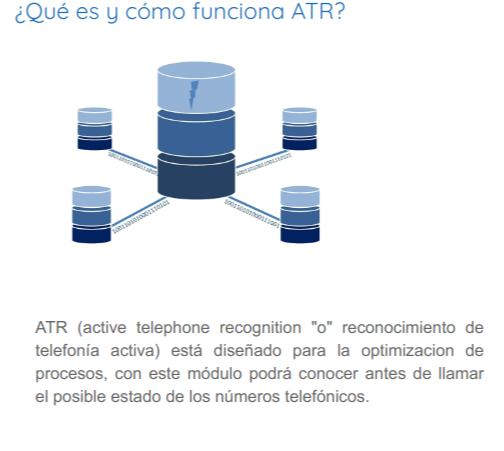 ¿Qué es y cómo funciona ATR?
ATR (active telephone recognition "o" reconocimiento de
telefonía activa) está diseñado para la optimizacion de
procesos, con este módulo podrá conocer antes de llamar
el posible estado de los números telefónicos.